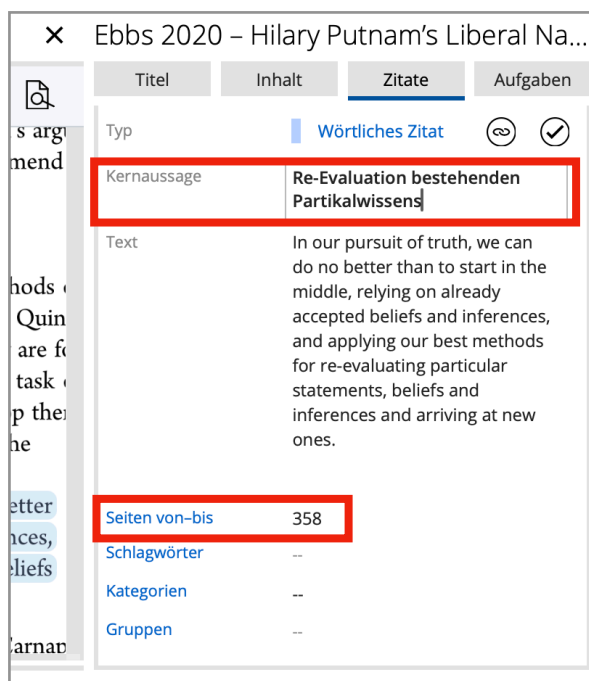 Ebbs 2020 – Hilary Putnam’s Liberal Na...
Titel Inhalt Zitate Aufgaben
Typ Wörtliches Zitat
Kernaussage Re-Evaluation bestehenden
Partikalwissens
Text In our pursuit of truth, we can
do no better than to start in the
middle, relying on already
accepted beliefs and inferences,
and applying our best methods
for re-evaluating particular
statements, beliefs and
inferences and arriving at new
ones.
Seiten von–bis 358
Schlagwörter --
Kategorien --
Gruppen --
mend
hods
Quin
are fo
task
p the
he
etter
nces,
eliefs
Carnap